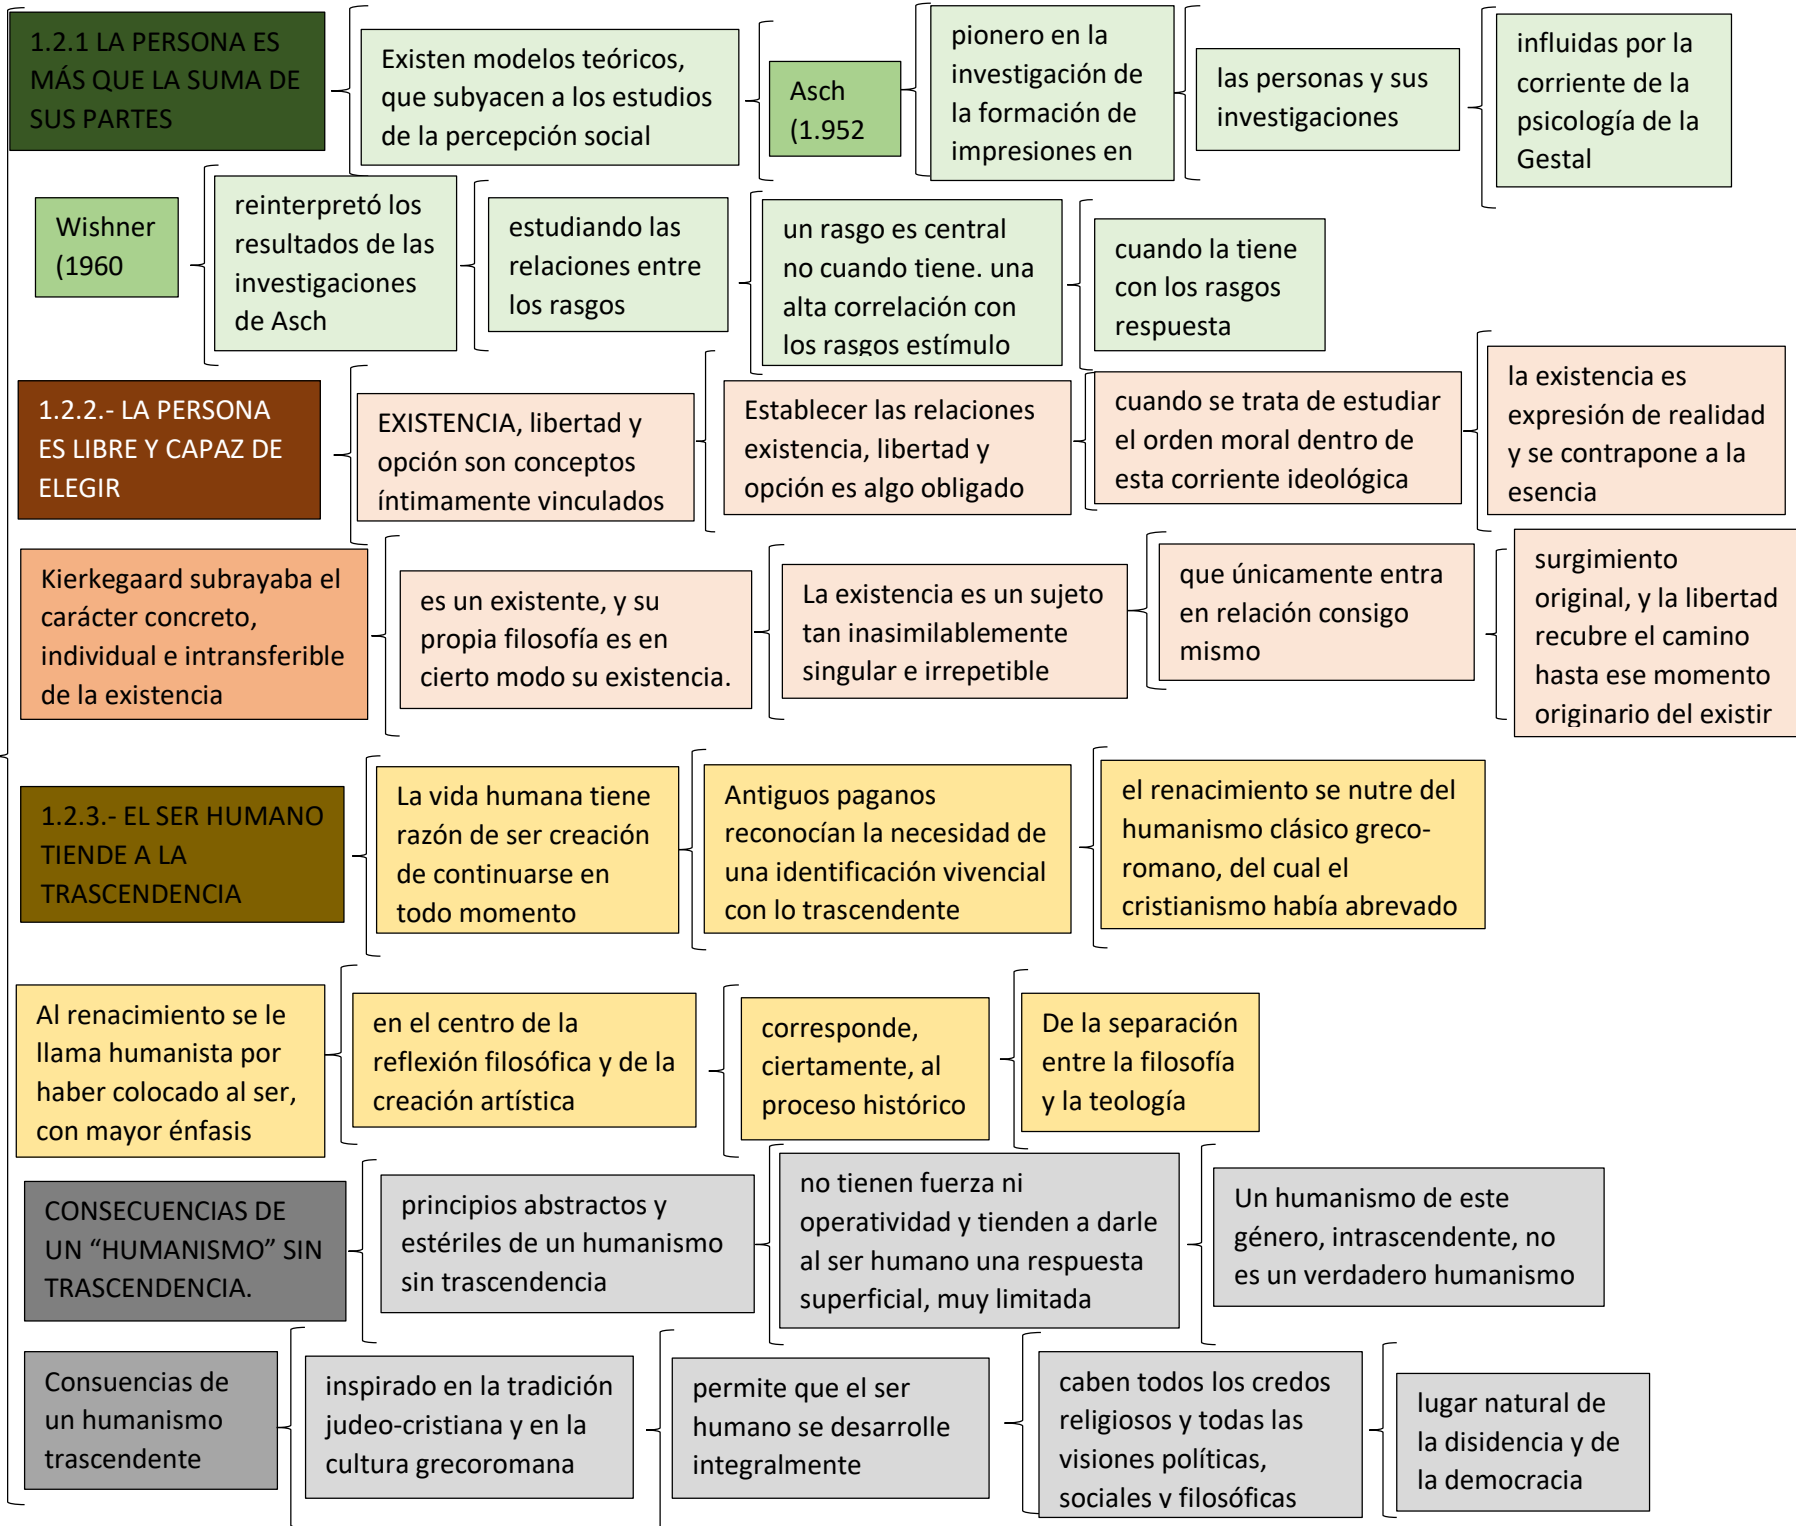 1.2.1 LA PERSONA ES
MÁS QUE LA SUMA DE
SUS PARTES
Existen modelos teóricos,
que subyacen a los estudios
de la percepción social
Asch
(1.952
pionero en la
investigación de
la formación de
impresiones en
las personas y sus
investigaciones
influidas por la
corriente de la
psicología de la
Gestal
Wishner
(1960
reinterpretó los
resultados de las
investigaciones
de Asch
estudiando las
relaciones entre
los rasgos
un rasgo es central
no cuando tiene. una
alta correlación con
los rasgos estímulo
cuando la tiene
con los rasgos
respuesta
1.2.2.- LA PERSONA
ES LIBRE Y CAPAZ DE
ELEGIR
EXISTENCIA, libertad y
opción son conceptos
íntimamente vinculados
Establecer las relaciones
existencia, libertad y
opción es algo obligado
cuando se trata de estudiar
el orden moral dentro de
esta corriente ideológica
la existencia es
expresión de realidad
y se contrapone a la
esencia
Kierkegaard subrayaba el
carácter concreto,
individual e intransferible
de la existencia
es un existente, y su
propia filosofía es en
cierto modo su existencia.
La existencia es un sujeto
tan inasimilablemente
singular e irrepetible
que únicamente entra
en relación consigo
mismo
surgimiento
original, y la libertad
recubre el camino
hasta ese momento
originario del existir
1.2.3.- EL SER HUMANO
TIENDE A LA
TRASCENDENCIA
La vida humana tiene
razón de ser creación
de continuarse en
todo momento
Antiguos paganos
reconocían la necesidad de
una identificación vivencial
con lo trascendente
el renacimiento se nutre del
humanismo clásico greco-
romano, del cual el
cristianismo había abrevado
Al renacimiento se le
llama humanista por
haber colocado al ser,
con mayor énfasis
en el centro de la
reflexión filosófica y de la
creación artística
corresponde,
ciertamente, al
proceso histórico
De la separación
entre la filosofía
y la teología
CONSECUENCIAS DE
UN “HUMANISMO” SIN
TRASCENDENCIA.
principios abstractos y
estériles de un humanismo
sin trascendencia
no tienen fuerza ni
operatividad y tienden a darle
al ser humano una respuesta
superficial, muy limitada
Un humanismo de este
género, intrascendente, no
es un verdadero humanismo
Consuencias de
un humanismo
trascendente
inspirado en la tradición
judeo-cristiana y en la
cultura grecoromana
permite que el ser
humano se desarrolle
integralmente
caben todos los credos
religiosos y todas las
visiones políticas,
sociales y filosóficas
lugar natural de
la disidencia y de
la democracia